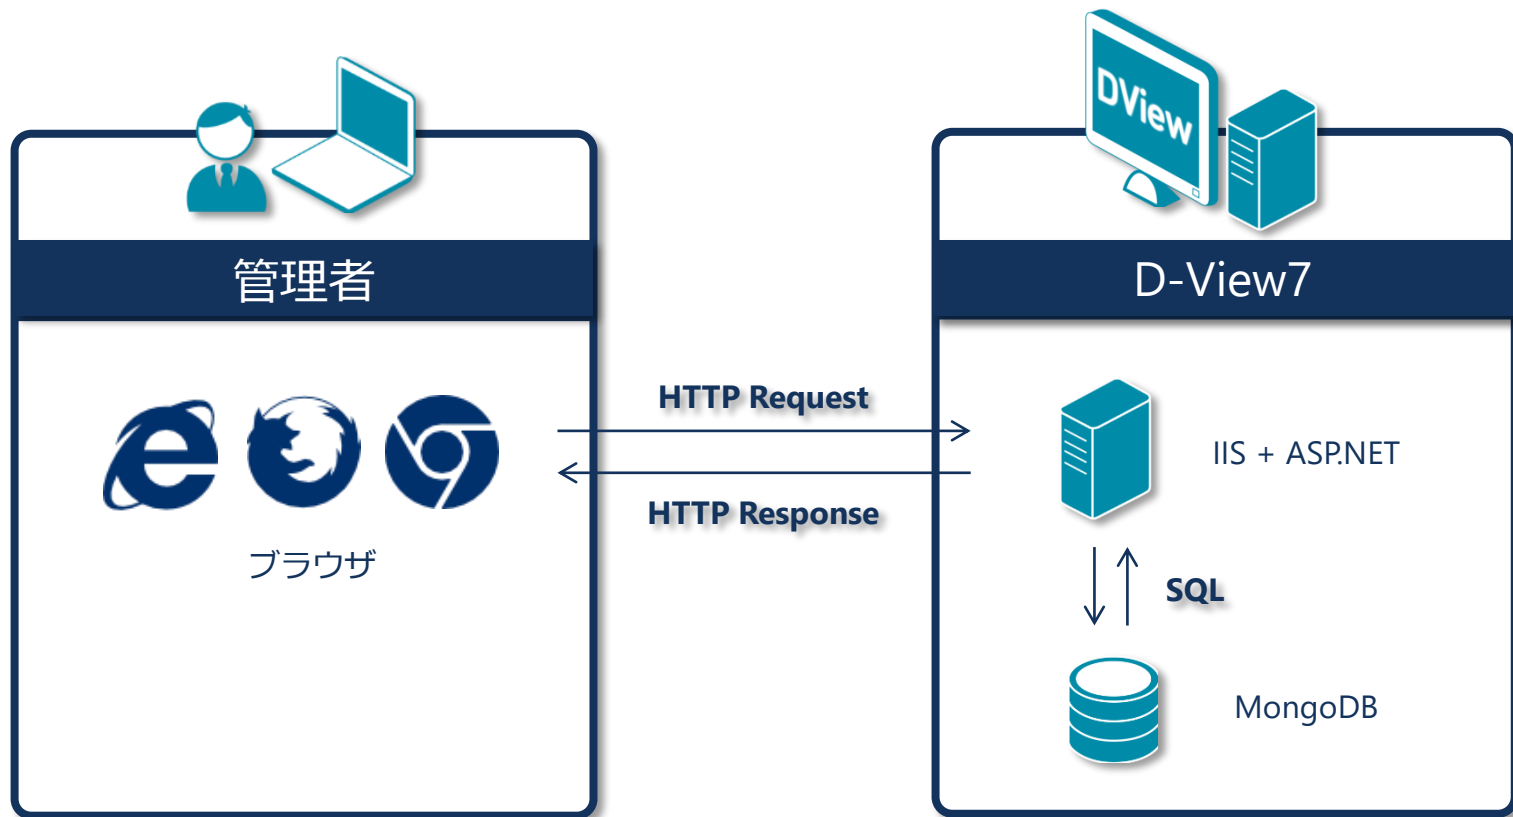 DView
管理者
D-View7
HTTP Request
IIS + ASP.NET
HTTP Response
ブラウザ
SQL
MongoDB